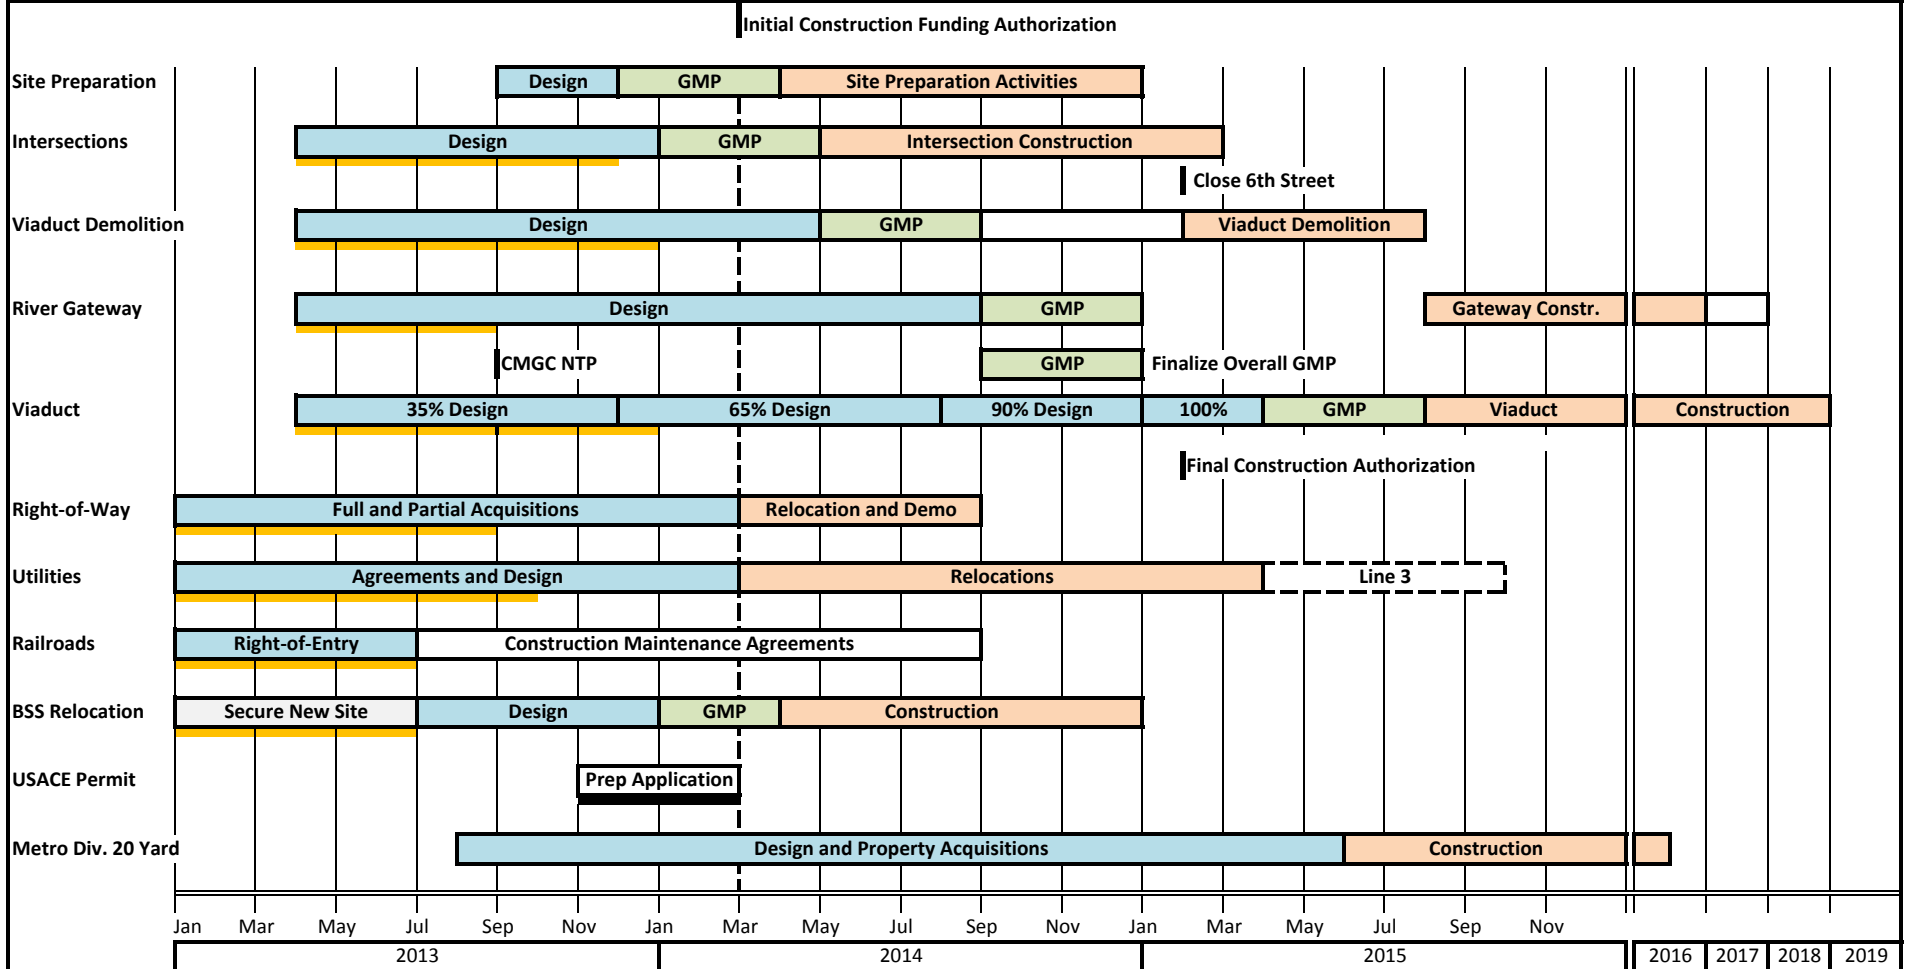 Initial Construction Funding Authorization
Site Preparation Design GMP Site Preparation Activities
Intersections Design GMP Intersection Construction
Close 6th Street
Viaduct Demolition Design GMP Viaduct Demolition
River Gateway Design GMP Gateway Constr.
CMGC NTP GMP Finalize Overall GMP
Viaduct 35% Design 65% Design 90% Design 100% GMP Viaduct Construction
Final Construction Authorization
Right-of-Way Full and Partial Acquisitions Relocation and Demo
Utilities Agreements and Design Relocations Line 3
Railroads Right-of-Entry Construction Maintenance Agreements
BSS Relocation Secure New Site Design GMP Construction
USACE Permit Prep Application
Metro Div. 20 Yard Design and Property Acquisitions Construction
Jan Mar May Jul Sep Nov Jan Mar May Jul Sep Nov Jan Mar May Jul Sep Nov
2013 2014 2015 2016 2017 2018 2019